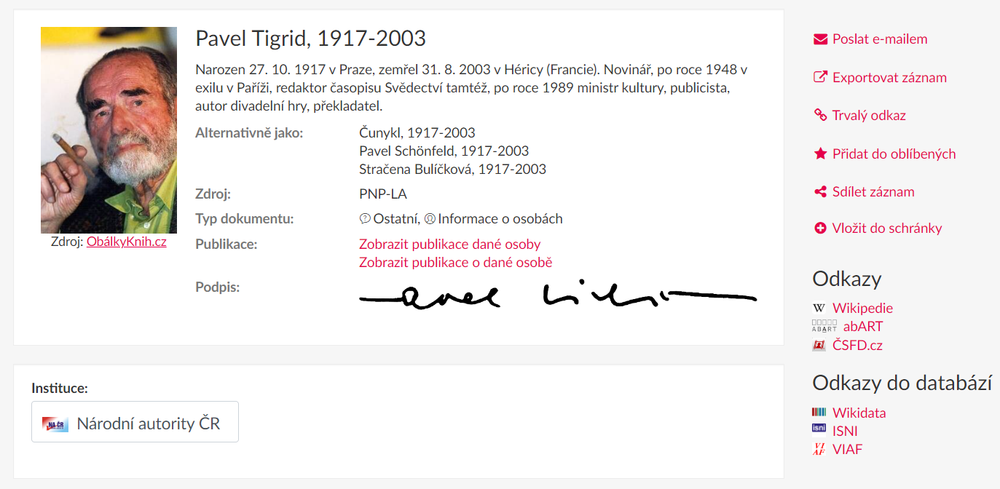 Pavel Tigrid, 1917-2003
Narozen 27. 10. 1917 v Praze, zemřel 31. 8. 2003 v Héricy (Francie). Novinář, po roce 1948 v
exilu v Paříži, redaktor časopisu Svědectví tamtéž, po roce 1989 ministr kultury, publicista,
autor divadelní hry, překladatel.
Alternativně jako: Čunykl, 1917-2003
Pavel Schönfeld, 1917-2003
Stračena Bulíčková, 1917-2003
Zdroj: PNP-LA
Typ dokumentu: Ostatní, Informace o osobách
Publikace: Zobrazit publikace dané osoby
Zobrazit publikace o dané osobě
Podpis: Pavel Tigrid
Zdroj: ObálkyKnih.cz
Instituce:
NA-ČR Národní autority ČR
Poslat e-mailem
Exportovat záznam
Trvalý odkaz
Přidat do oblíbených
Sdílet záznam
Vložit do schránky
Odkazy
W Wikipedie
ABART abART
ČSFD.cz
Odkazy do databází
Wikidata
isni ISNI
VIAF VIAF